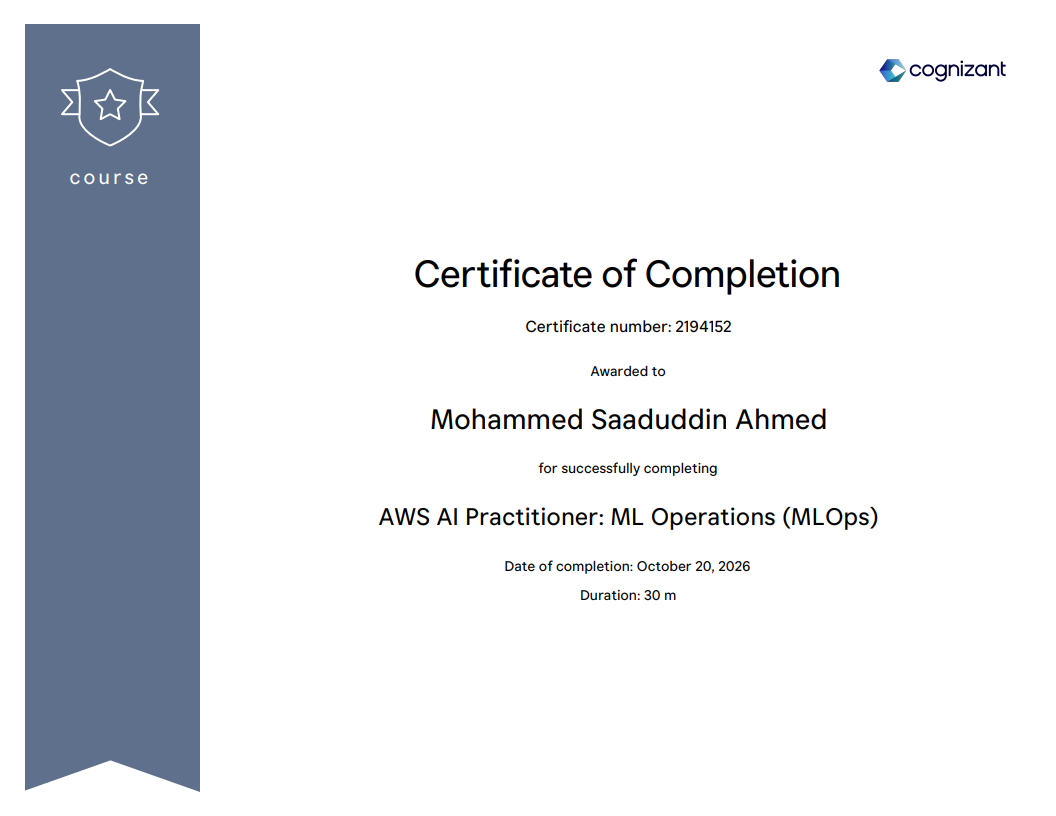 course
cognizant
Certificate of Completion
Certificate number: 2194152
Awarded to
Mohammed Saaduddin Ahmed
for successfully completing
AWS AI Practitioner: ML Operations (MLOps)
Date of completion: October 20, 2026
Duration: 30 m